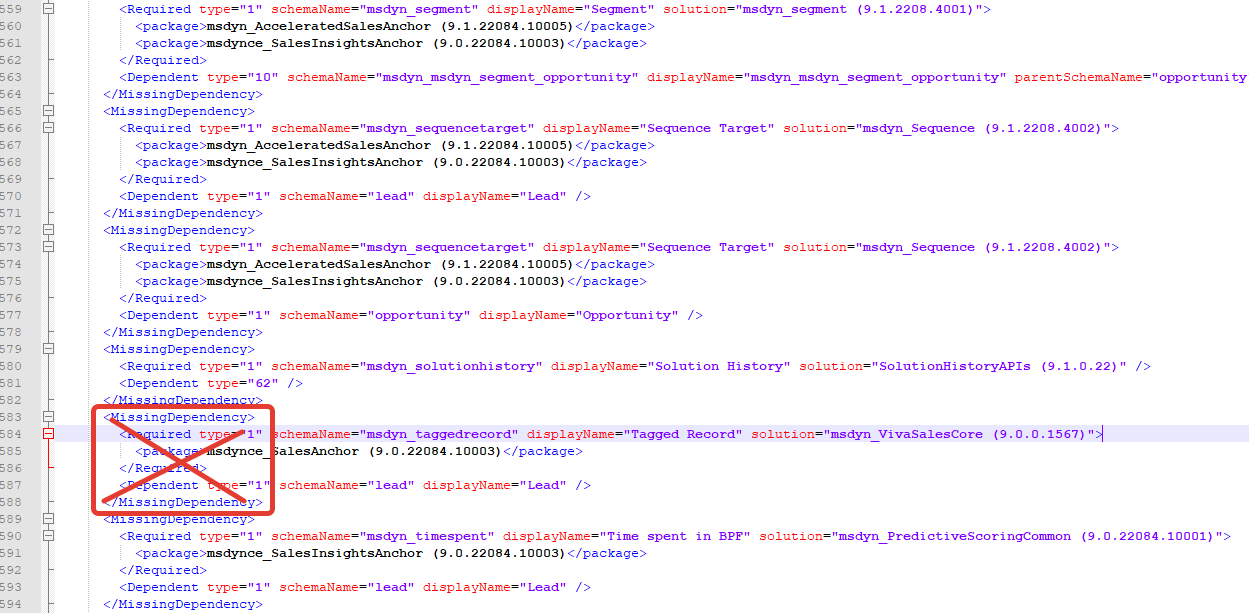 559 <Required type="1" schemaName="msdyn_segment" displayName="Segment" solution="msdyn_segment (9.1.2208.4001)">
560 <package>msdyn_AcceleratedSalesAnchor (9.1.22084.10005)</package>
561 <package>msdynce_SalesInsightsAnchor (9.0.22084.10003)</package>
562 </Required>
563 <Dependent type="10" schemaName="msdyn_msdyn_segment_opportunity" displayName="msdyn_msdyn_segment_opportunity" parentSchemaName="opportunity
564 </MissingDependency>
565 <MissingDependency>
566 <Required type="1" schemaName="msdyn_sequencetarget" displayName="Sequence Target" solution="msdyn_Sequence (9.1.2208.4002)">
567 <package>msdyn_AcceleratedSalesAnchor (9.1.22084.10005)</package>
568 <package>msdynce_SalesInsightsAnchor (9.0.22084.10003)</package>
569 </Required>
570 <Dependent type="1" schemaName="lead" displayName="Lead" />
571 </MissingDependency>
572 <MissingDependency>
573 <Required type="1" schemaName="msdyn_sequencetarget" displayName="Sequence Target" solution="msdyn_Sequence (9.1.2208.4002)">
574 <package>msdyn_AcceleratedSalesAnchor (9.1.22084.10005)</package>
575 <package>msdynce_SalesInsightsAnchor (9.0.22084.10003)</package>
576 </Required>
577 <Dependent type="1" schemaName="opportunity" displayName="Opportunity" />
578 </MissingDependency>
579 <MissingDependency>
580 <Required type="1" schemaName="msdyn_solutionhistory" displayName="Solution History" solution="SolutionHistoryAPIs (9.1.0.22)" />
581 <Dependent type="62" />
582 </MissingDependency>
583 <MissingDependency>
584 <Required type="1" schemaName="msdyn_taggedrecord" displayName="Tagged Record" solution="msdyn_VivaSalesCore (9.0.0.1567)">
585 <package>msdynce_SalesAnchor (9.0.22084.10003)</package>
586 </Required>
587 <Dependent type="1" schemaName="lead" displayName="Lead" />
588 </MissingDependency>
589 <MissingDependency>
590 <Required type="1" schemaName="msdyn_timespent" displayName="Time spent in BPF" solution="msdyn_PredictiveScoringCommon (9.0.22084.10001)">
591 <package>msdynce_SalesInsightsAnchor (9.0.22084.10003)</package>
592 </Required>
593 <Dependent type="1" schemaName="lead" displayName="Lead" />
594 </MissingDependency>